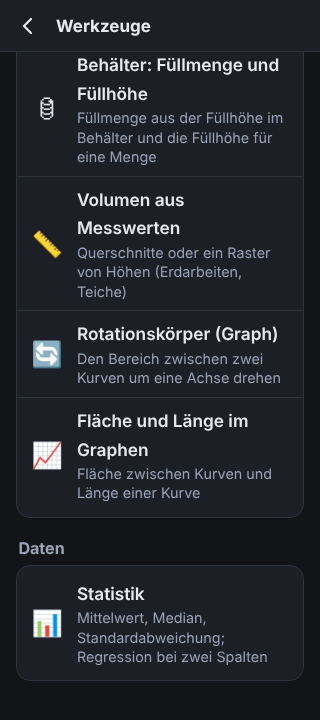 Werkzeuge
Behälter: Füllmenge und
Füllhöhe
Füllmenge aus der Füllhöhe im
Behälter und die Füllhöhe für
eine Menge
Volumen aus
Messwerten
Querschnitte oder ein Raster
von Höhen (Erdarbeiten,
Teiche)
Rotationskörper (Graph)
Den Bereich zwischen zwei
Kurven um eine Achse drehen
Fläche und Länge im
Graphen
Fläche zwischen Kurven und
Länge einer Kurve
Daten
Statistik
Mittelwert, Median,
Standardabweichung;
Regression bei zwei Spalten